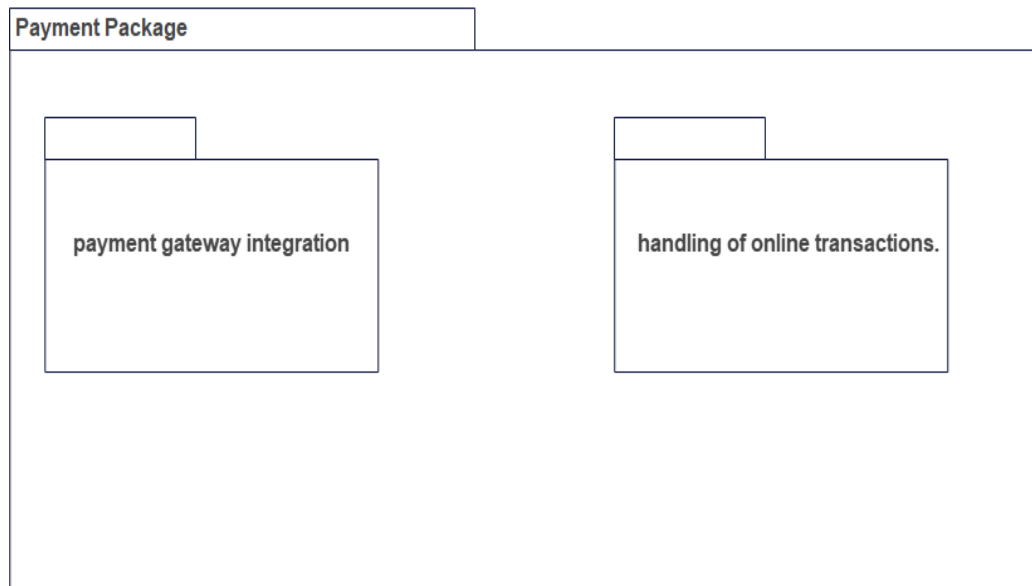 Payment Package
payment gateway integration
handling of online transactions.